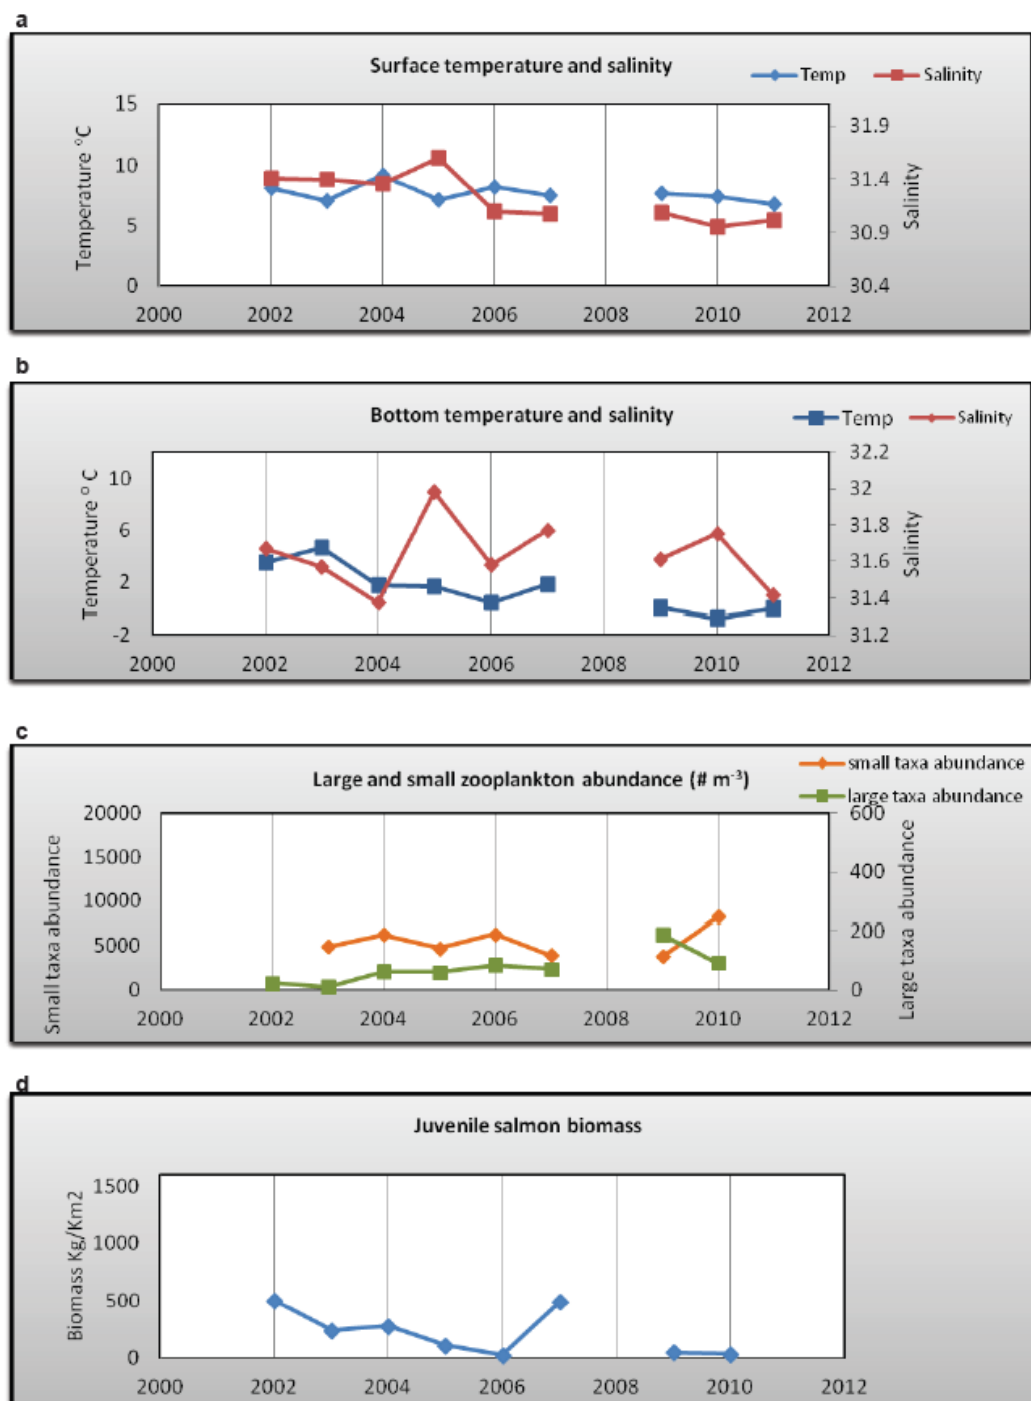 a
Surface temperature and salinity
Temp Salinity
Temperature °C
15
10
5
0
31.9
31.4
30.9
30.4
Salinity
2000 2002 2004 2006 2008 2010 2012
b
Bottom temperature and salinity
Temp Salinity
Temperature ° C
10
6
2
-2
32.2
32
31.8
31.6
31.4
31.2
Salinity
2000 2002 2004 2006 2008 2010 2012
c
Large and small zooplankton abundance (# m-3)
small taxa abundance
large taxa abundance
Small taxa abundance
20000
15000
10000
5000
0
600
400
200
0
Large taxa abundance
2000 2002 2004 2006 2008 2010 2012
d
Juvenile salmon biomass
Biomass Kg/Km2
1500
1000
500
0
2000 2002 2004 2006 2008 2010 2012